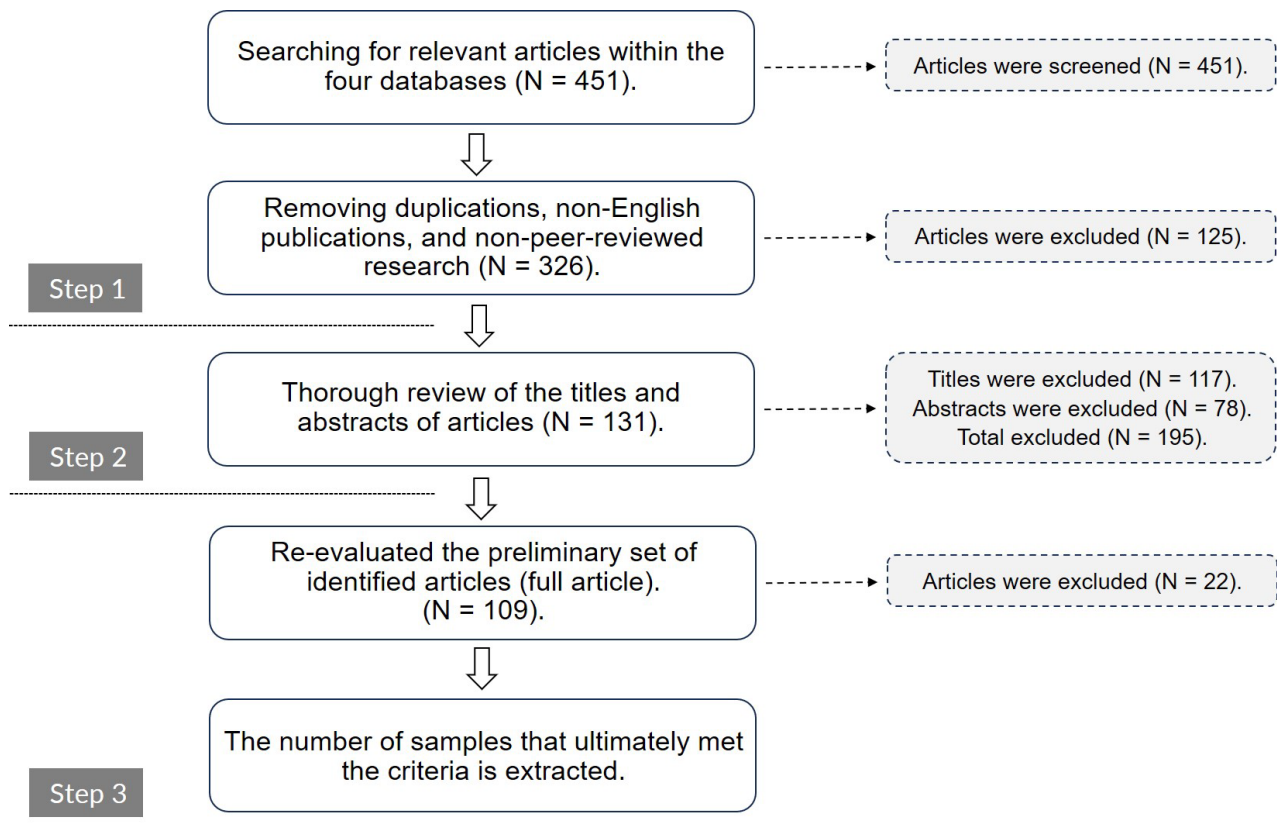 Searching for relevant articles within the
four databases (N = 451).
Articles were screened (N = 451).
Removing duplications, non-English
publications, and non-peer-reviewed
research (N = 326).
Articles were excluded (N = 125).
Step 1
Thorough review of the titles and
abstracts of articles (N = 131).
Titles were excluded (N = 117).
Abstracts were excluded (N = 78).
Total excluded (N = 195).
Step 2
Re-evaluated the preliminary set of
identified articles (full article).
(N = 109).
Articles were excluded (N = 22).
The number of samples that ultimately met
the criteria is extracted.
Step 3